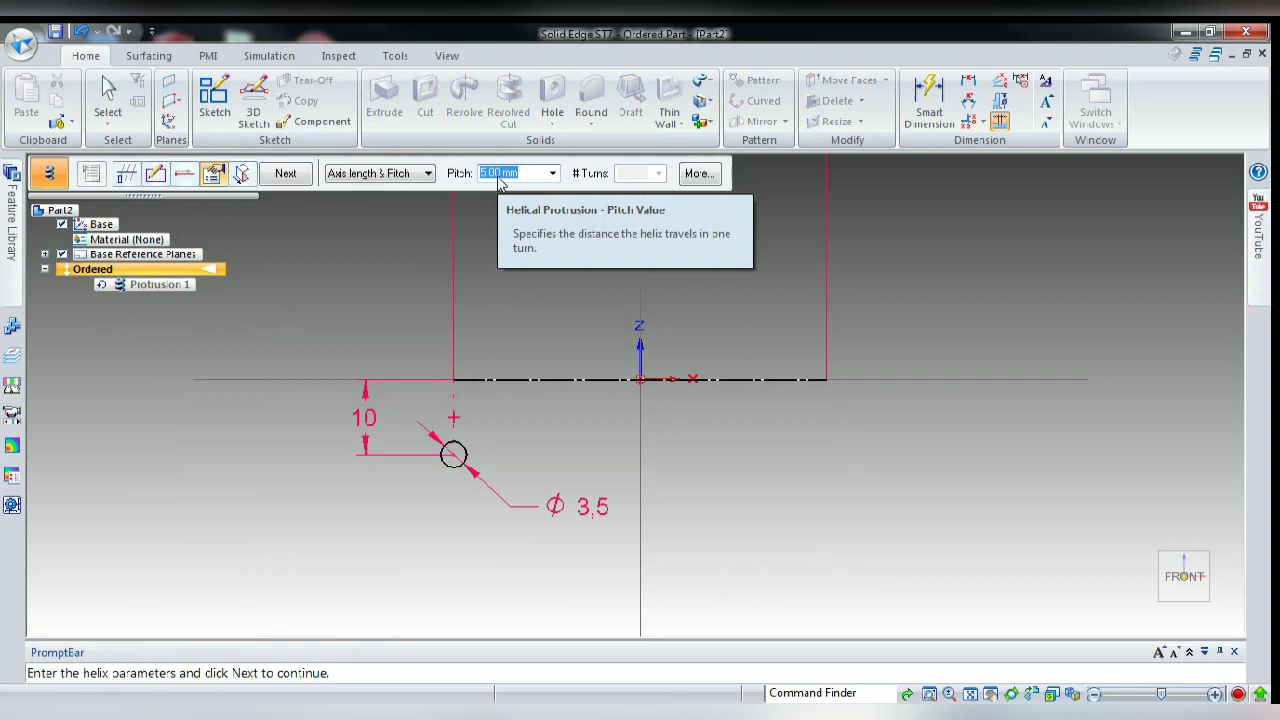 Solid Edge ST7 - Ordered Part - [Part2]
Home Surfacing PMI Simulation Inspect Tools View
Paste
Clipboard
Select
Select
Planes
Sketch
3D Sketch
Tear-Off
Copy
Component
Sketch
Extrude
Cut
Revolve
Revolved Cut
Hole
Round
Draft
Thin Wall
Solids
Pattern
Curved
Mirror
Pattern
Move Faces
Delete
Resize
Modify
Smart Dimension
Dimension
Switch Windows
Window
Next
Axis length & Pitch
Pitch: 5.00 mm
# Turns:
More...
Helical Protrusion - Pitch Value
Specifies the distance the helix travels in one
turn.
Feature Library
You
Tube
YouTube
Part2
Base
Material (None)
Base Reference Planes
Ordered
Protrusion 1
Z
X
10
Ø 3,5
FRONT
PromptBar
Enter the helix parameters and click Next to continue.
Command Finder